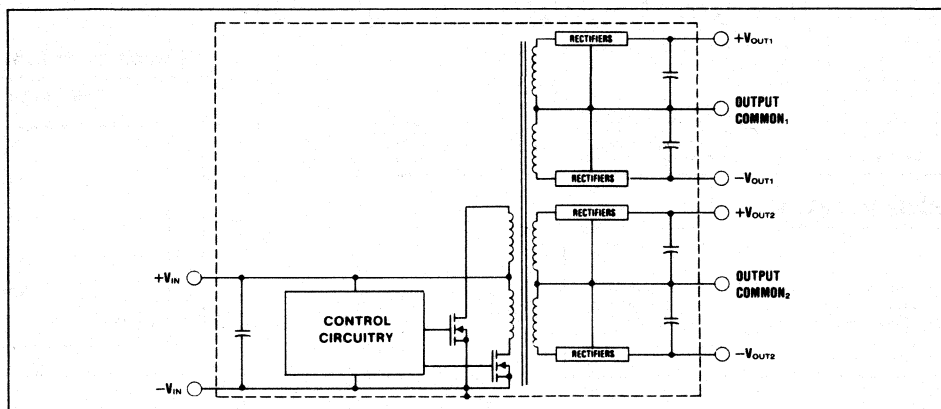 RECTIFIERS
+VOUT1
OUTPUT
COMMON1
RECTIFIERS
−VOUT1
RECTIFIERS
+VOUT2
+VIN
OUTPUT
COMMON2
CONTROL
CIRCUITRY
RECTIFIERS
−VOUT2
−VIN